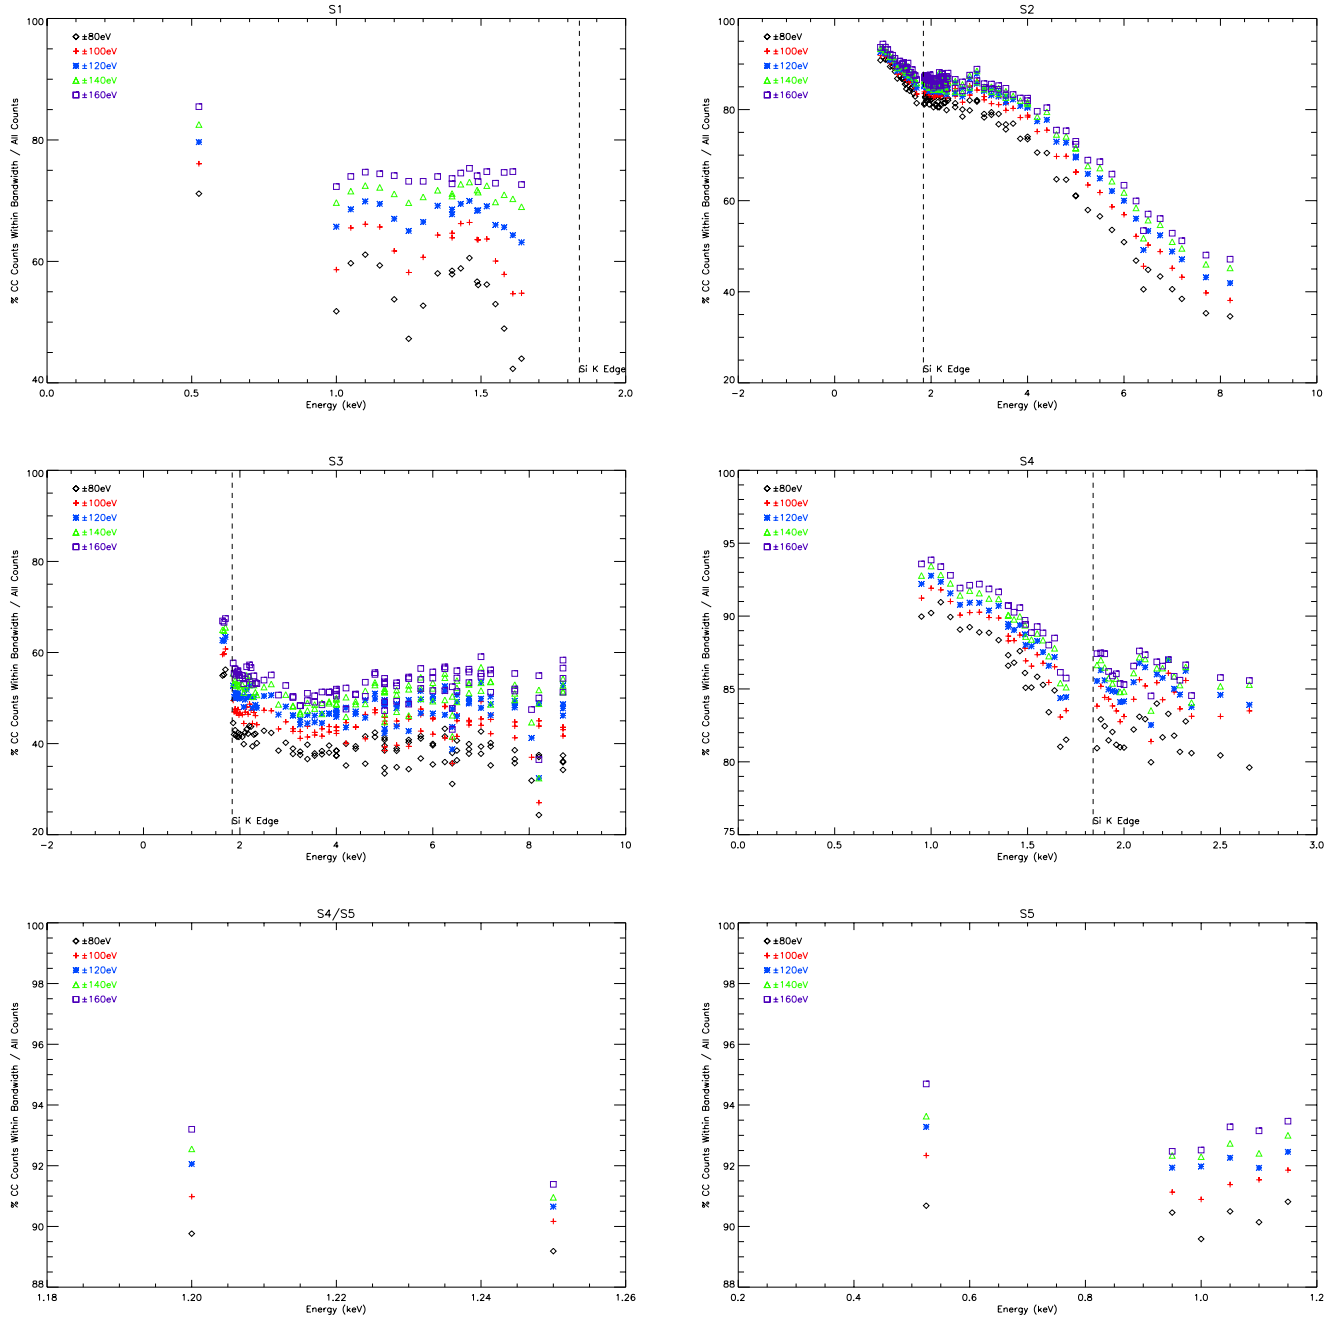 S1
% CC Counts Within Bandwidth / All Counts
100
80
60
40
±80eV
±100eV
±120eV
±140eV
±160eV
Si K Edge
0.0 0.5 1.0 1.5 2.0
Energy (keV)
S2
% CC Counts Within Bandwidth / All Counts
100
80
60
40
20
±80eV
±100eV
±120eV
±140eV
±160eV
Si K Edge
−2 0 2 4 6 8 10
Energy (keV)
S3
% CC Counts Within Bandwidth / All Counts
100
80
60
40
20
±80eV
±100eV
±120eV
±140eV
±160eV
Si K Edge
−2 0 2 4 6 8 10
Energy (keV)
S4
% CC Counts Within Bandwidth / All Counts
100
95
90
85
80
75
±80eV
±100eV
±120eV
±140eV
±160eV
Si K Edge
0.0 0.5 1.0 1.5 2.0 2.5 3.0
Energy (keV)
S4/S5
% CC Counts Within Bandwidth / All Counts
100
98
96
94
92
90
88
±80eV
±100eV
±120eV
±140eV
±160eV
1.18 1.20 1.22 1.24 1.26
Energy (keV)
S5
% CC Counts Within Bandwidth / All Counts
100
98
96
94
92
90
88
±80eV
±100eV
±120eV
±140eV
±160eV
0.2 0.4 0.6 0.8 1.0 1.2
Energy (keV)